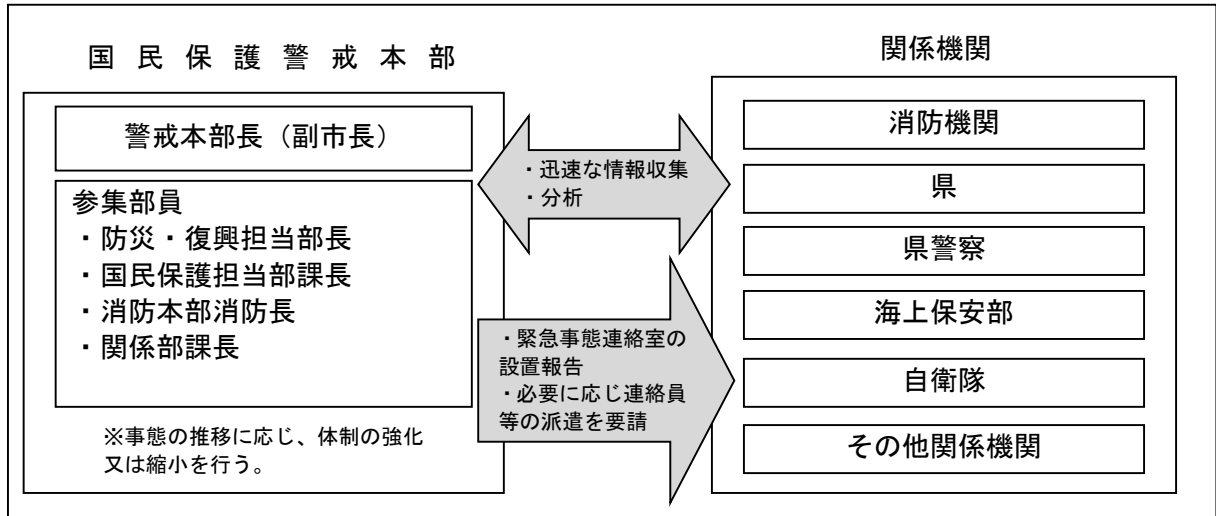 国民保護警戒本部
警戒本部長（副市長）
参集部員
・防災・復興担当部長
・国民保護担当部課長
・消防本部消防長
・関係部課長
※事態の推移に応じ、体制の強化
又は縮小を行う。
・迅速な情報収集
・分析
・緊急事態連絡室の
設置報告
・必要に応じ連絡員
等の派遣を要請
関係機関
消防機関
県
県警察
海上保安部
自衛隊
その他関係機関